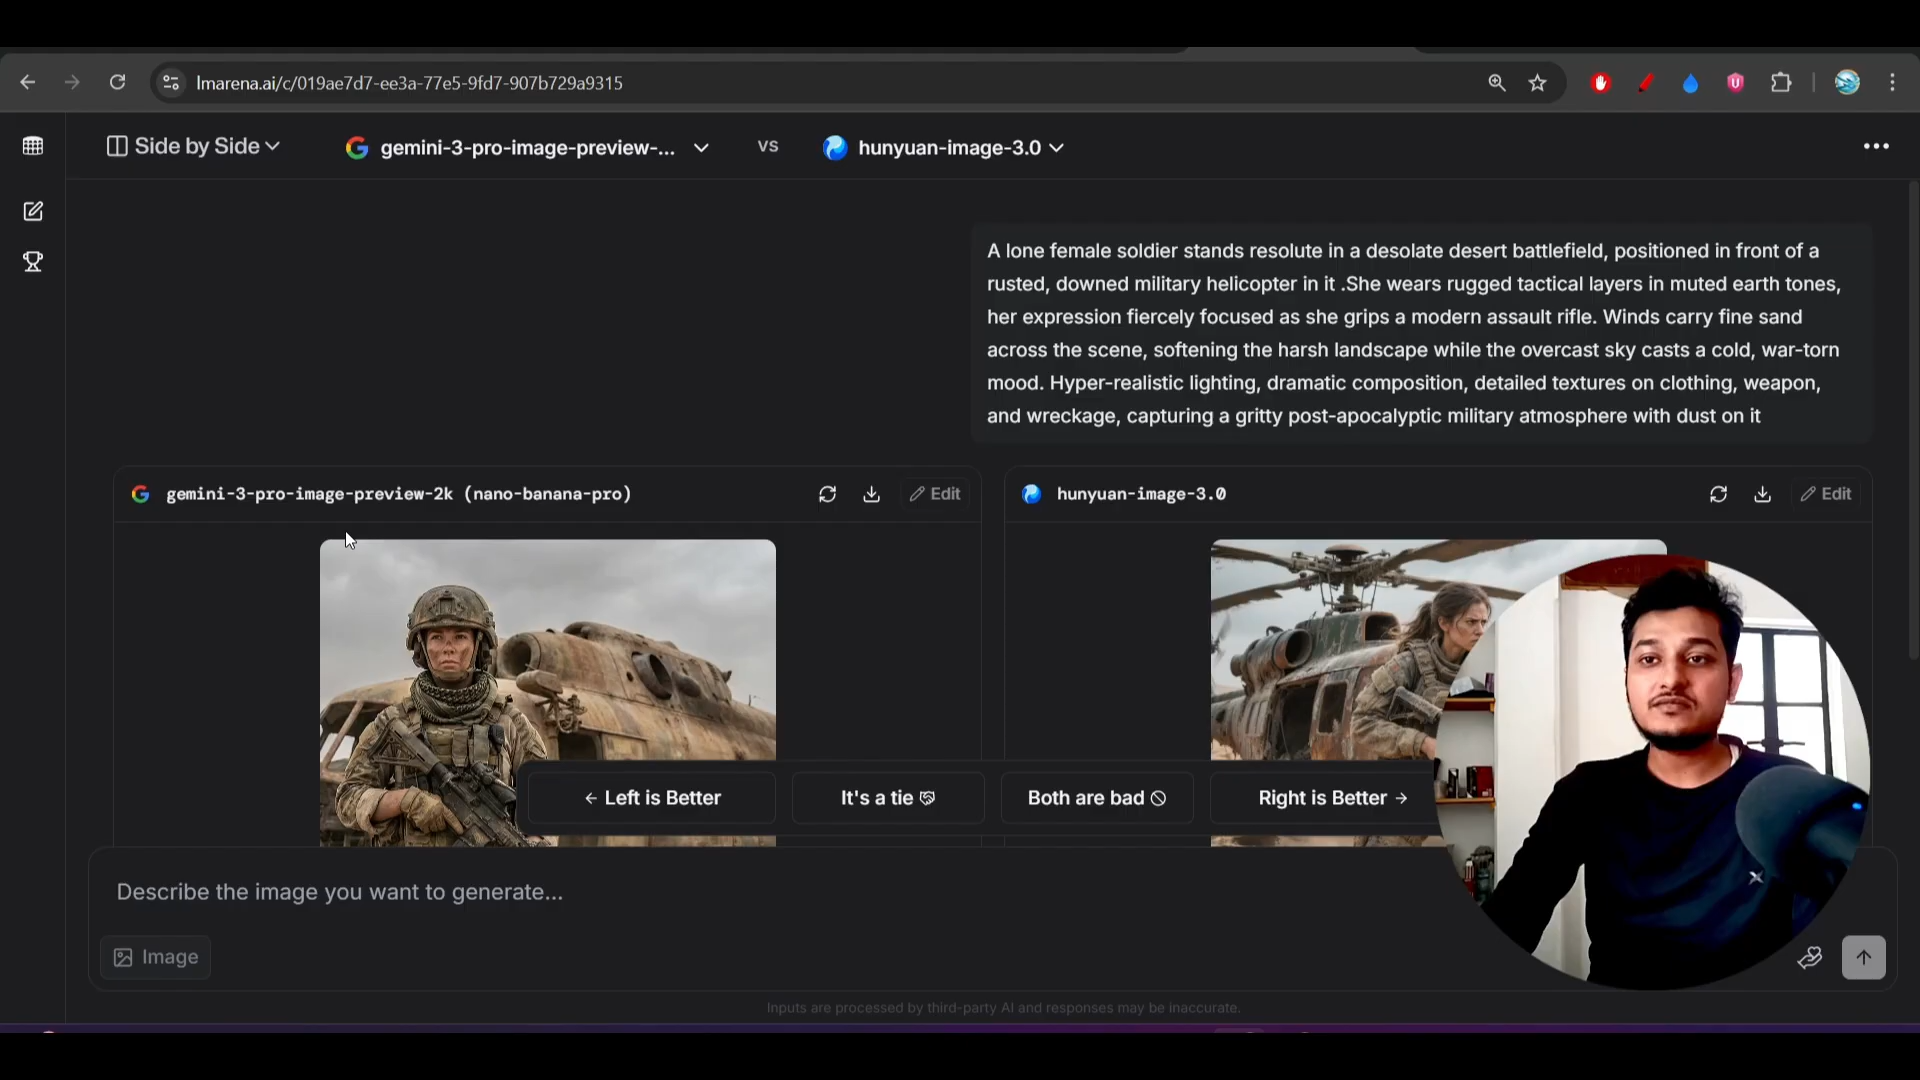 lmarena.ai/c/019ae7d7-ee3a-77e5-9fd7-907b729a9315
Side by Side
gemini-3-pro-image-preview-...
VS
hunyuan-image-3.0
A lone female soldier stands resolute in a desolate desert battlefield, positioned in front of a
rusted, downed military helicopter in it .She wears rugged tactical layers in muted earth tones,
her expression fiercely focused as she grips a modern assault rifle. Winds carry fine sand
across the scene, softening the harsh landscape while the overcast sky casts a cold, war-torn
mood. Hyper-realistic lighting, dramatic composition, detailed textures on clothing, weapon,
and wreckage, capturing a gritty post-apocalyptic military atmosphere with dust on it
gemini-3-pro-image-preview-2k (nano-banana-pro)
Edit
hunyuan-image-3.0
Edit
← Left is Better
It's a tie
Both are bad
Right is Better →
Describe the image you want to generate...
Image
Inputs are processed by third-party AI and responses may be inaccurate.